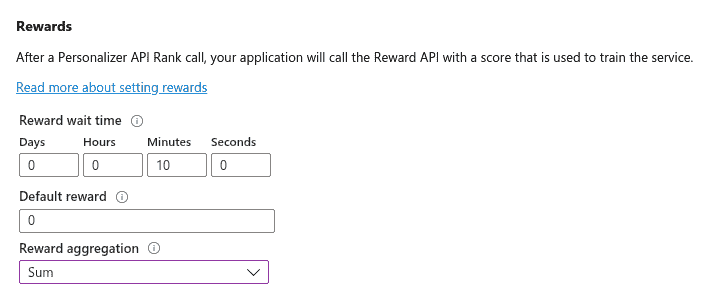 Rewards
After a Personalizer API Rank call, your application will call the Reward API with a score that is used to train the service.
Read more about setting rewards
Reward wait time
Days Hours Minutes Seconds
0 0 10 0
Default reward
0
Reward aggregation
Sum